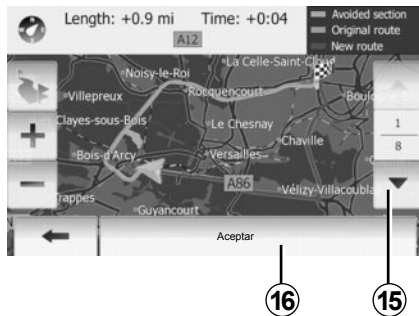 Length: +0.9 mi Time: +0:04
A12
Avoided section
Original route
New route
La Celle-Saint-Cloud
Noisy-le-Roi
Villepreux
Rocquencourt
Clayes-sous-Bois
Le Chesnay
Chaville
Bois-d'Arcy
Versailles
A86
Vélizy-Villacoubla
Guyancourt
1
8
Aceptar
16
15